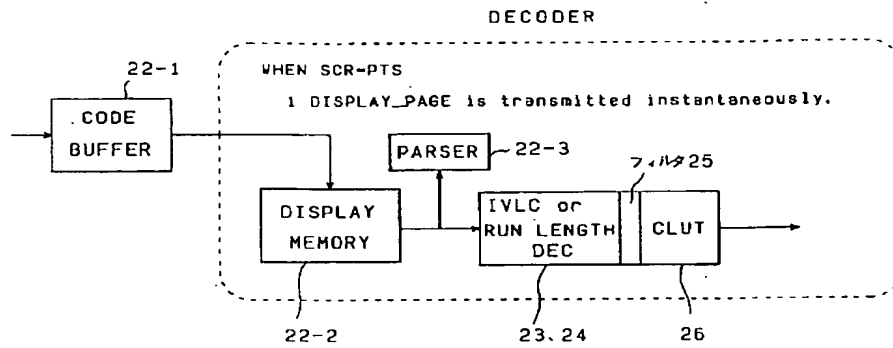 DECODER
WHEN SCR-PTS
1 DISPLAY_PAGE is transmitted instantaneously.
22-1
CODE
BUFFER
PARSER
22-3
フィルタ25
DISPLAY
MEMORY
IVLC or
RUN LENGTH
DEC
CLUT
22-2
23、24
26